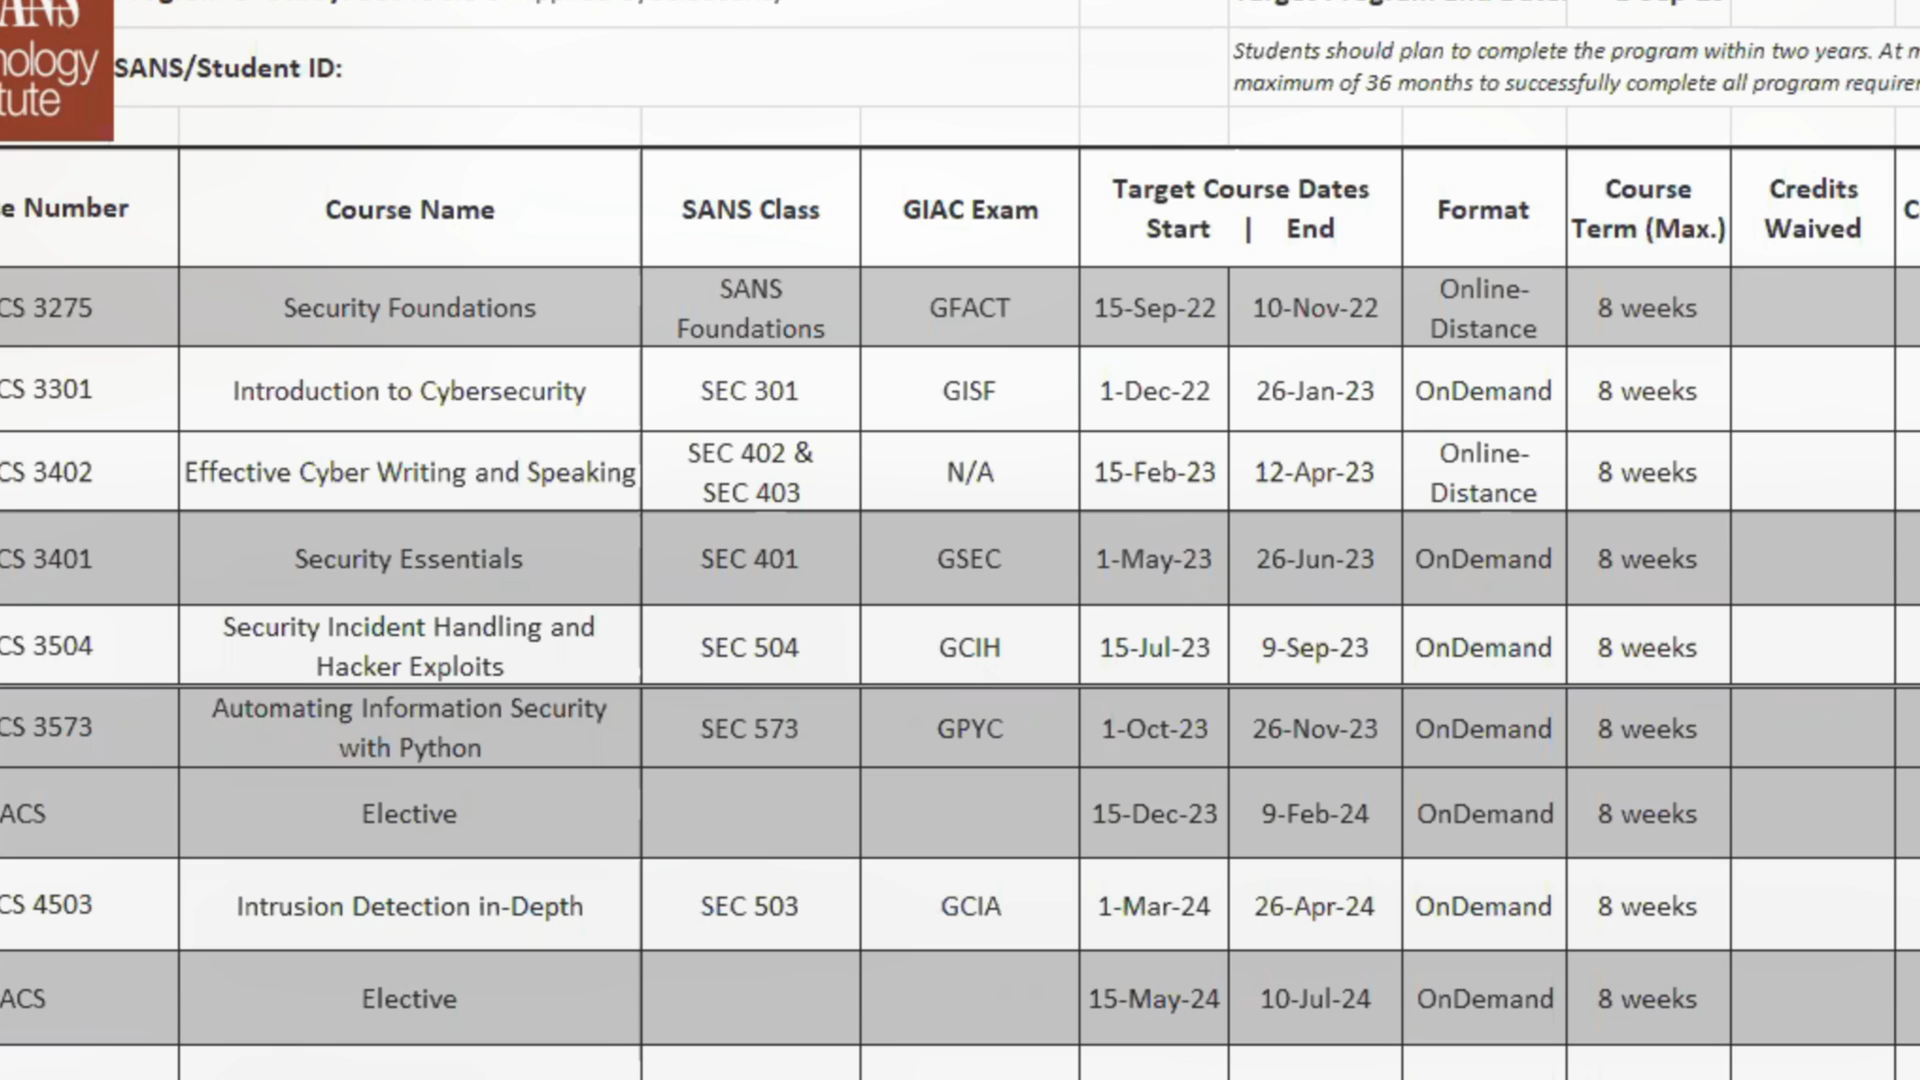 SANS/Student ID:
Students should plan to complete the program within two years. At
maximum of 36 months to successfully complete all program
Number Course Name SANS Class GIAC Exam Target Course Dates Start | End Format Course Term (Max.) Credits Waived
CS 3275 Security Foundations SANS Foundations GFACT 15-Sep-22 10-Nov-22 Online-Distance 8 weeks
CS 3301 Introduction to Cybersecurity SEC 301 GISF 1-Dec-22 26-Jan-23 OnDemand 8 weeks
CS 3402 Effective Cyber Writing and Speaking SEC 402 & SEC 403 N/A 15-Feb-23 12-Apr-23 Online-Distance 8 weeks
CS 3401 Security Essentials SEC 401 GSEC 1-May-23 26-Jun-23 OnDemand 8 weeks
CS 3504 Security Incident Handling and Hacker Exploits SEC 504 GCIH 15-Jul-23 9-Sep-23 OnDemand 8 weeks
CS 3573 Automating Information Security with Python SEC 573 GPYC 1-Oct-23 26-Nov-23 OnDemand 8 weeks
ACS Elective 15-Dec-23 9-Feb-24 OnDemand 8 weeks
CS 4503 Intrusion Detection in-Depth SEC 503 GCIA 1-Mar-24 26-Apr-24 OnDemand 8 weeks
ACS Elective 15-May-24 10-Jul-24 OnDemand 8 weeks